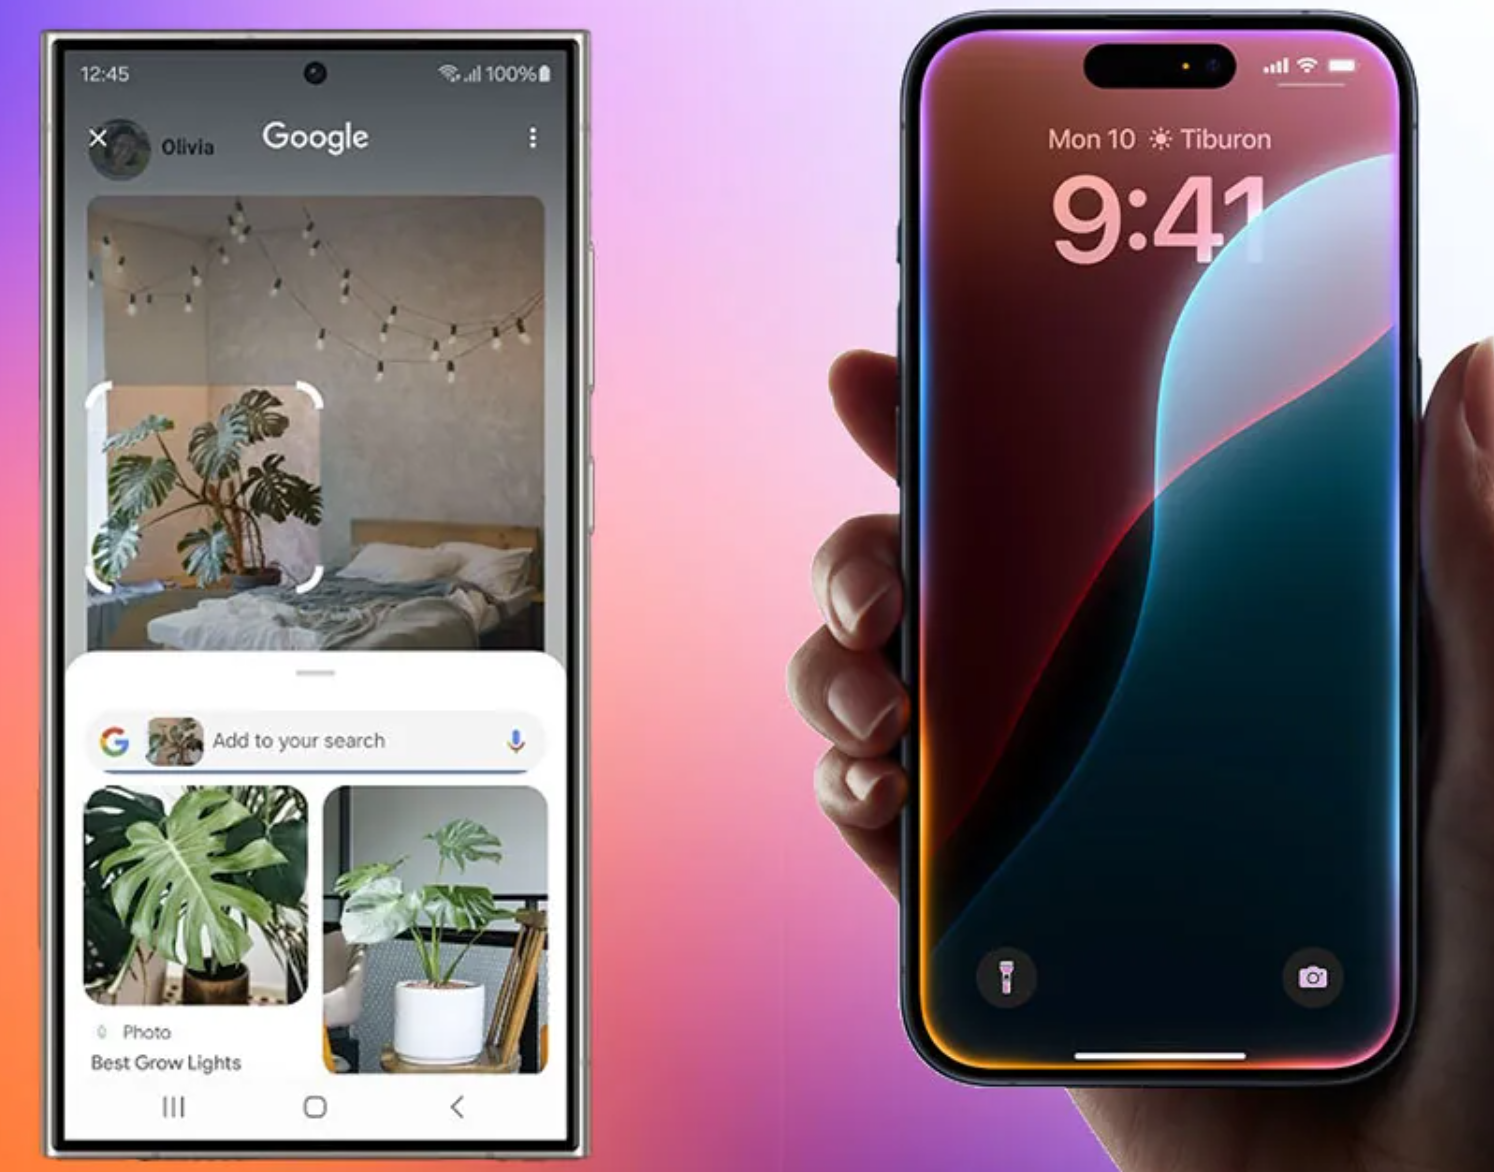 12:45
100%
Olivia
Google
Add to your search
Photo
Best Grow Lights
Mon 10 Tiburon
9:41